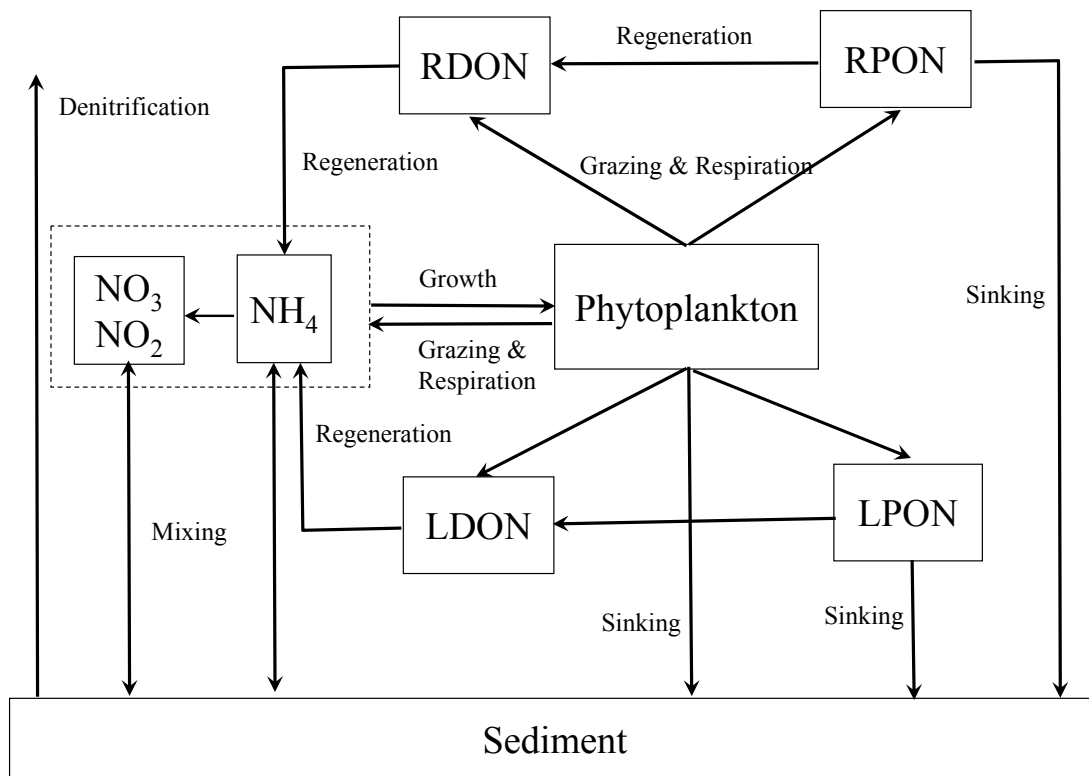 Regeneration
RDON
RPON
Denitrification
Regeneration
Grazing & Respiration
NO3
NO2
NH4
Growth
Phytoplankton
Sinking
Grazing &
Respiration
Regeneration
LDON
LPON
Mixing
Sinking
Sinking
Sediment